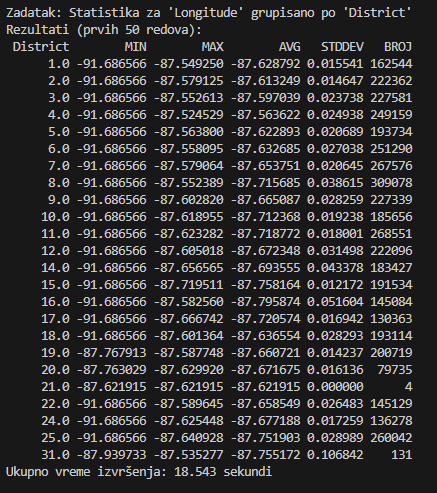 Zadatak: Statistika za 'Longitude' grupisano po 'District'
Rezultati (prvih 50 redova):
District MIN MAX AVG STDDEV BROJ
1.0 -91.686566 -87.549250 -87.628792 0.015541 162544
2.0 -91.686566 -87.579125 -87.613249 0.014647 222362
3.0 -91.686566 -87.552613 -87.597039 0.023738 227581
4.0 -91.686566 -87.524529 -87.563622 0.024938 249159
5.0 -91.686566 -87.563800 -87.622893 0.020689 193734
6.0 -91.686566 -87.558095 -87.632685 0.027038 251290
7.0 -91.686566 -87.579064 -87.653751 0.020645 267576
8.0 -91.686566 -87.552389 -87.715685 0.038615 309078
9.0 -91.686566 -87.602820 -87.665087 0.028259 227339
10.0 -91.686566 -87.618955 -87.712368 0.019238 185656
11.0 -91.686566 -87.623282 -87.718772 0.018001 268551
12.0 -91.686566 -87.605018 -87.672348 0.031498 222096
14.0 -91.686566 -87.656565 -87.693555 0.043378 183427
15.0 -91.686566 -87.719511 -87.758164 0.012172 191534
16.0 -91.686566 -87.582560 -87.795874 0.051604 145084
17.0 -91.686566 -87.666742 -87.720574 0.016942 130363
18.0 -91.686566 -87.601364 -87.636554 0.028293 193114
19.0 -87.767913 -87.587748 -87.660721 0.014237 200719
20.0 -87.763029 -87.629920 -87.671675 0.016136 79735
21.0 -87.621915 -87.621915 -87.621915 0.000000 4
22.0 -91.686566 -87.589645 -87.658549 0.026483 145129
24.0 -91.686566 -87.625448 -87.677188 0.017259 136278
25.0 -91.686566 -87.640928 -87.751903 0.028989 260042
31.0 -87.939733 -87.535277 -87.755172 0.106842 131
Ukupno vreme izvršenja: 18.543 sekundi